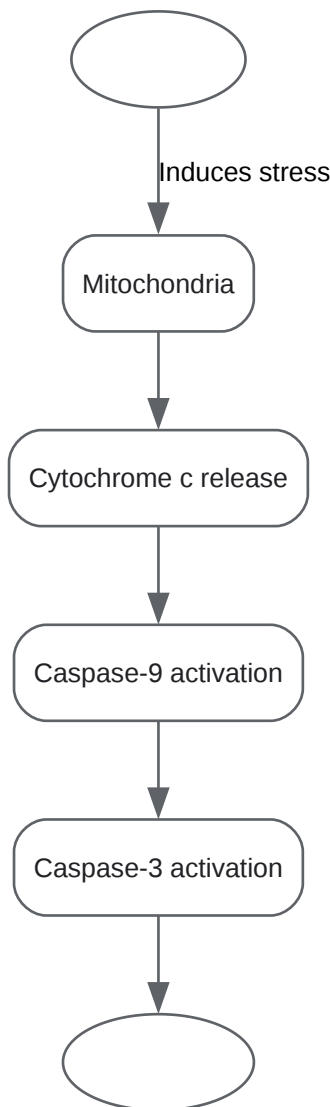 Induces stress
Mitochondria
Cytochrome c release
Caspase-9 activation
Caspase-3 activation